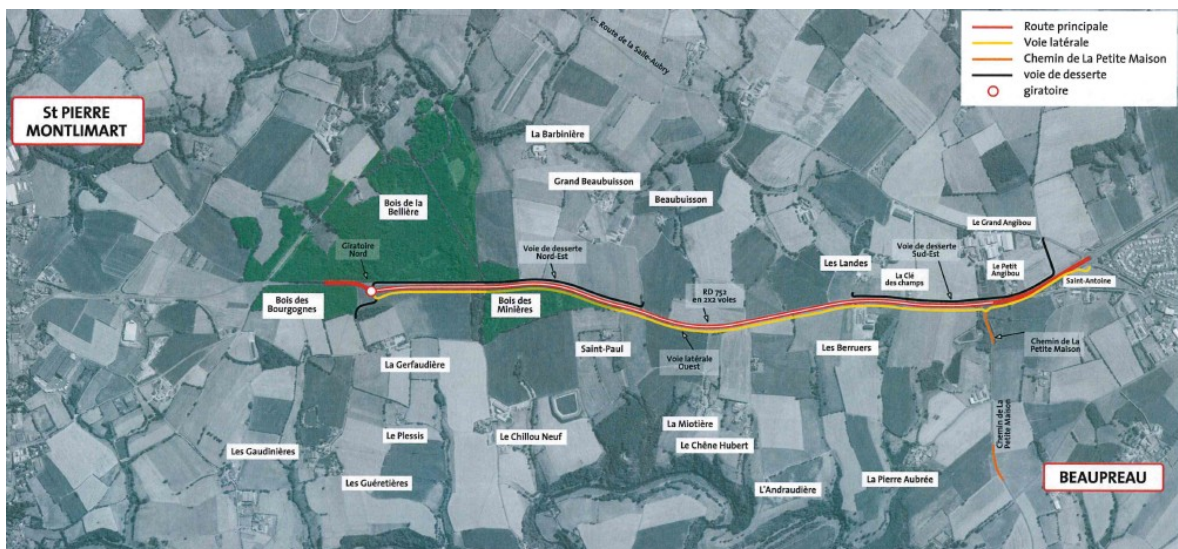 <-- Route de la Salle-Aubry
Route principale
Voie latérale
Chemin de La Petite Maison
voie de desserte
giratoire
St PIERRE
MONTLIMART
La Barbinière
Grand Beaubuisson
Beaubuisson
Bois de la
Bellière
Giratoire
Nord
Voie de desserte
Nord-Est
Le Grand Angibou
Voie de desserte
Sud-Est
Les Landes
La Clé
des champs
Le Petit
Angibou
Saint-Antoine
RD 752
en 2x2 voies
Bois des
Bourgognes
Bois des
Minières
Saint-Paul
Voie latérale
Ouest
Les Berruers
Chemin de La
Petite Maison
La Gerfaudière
Chemin de La
Petite Maison
Le Plessis
Le Chillou Neuf
La Miotière
Le Chêne Hubert
Les Gaudinières
Les Guéretières
L'Andraudière
La Pierre Aubrée
BEAUPREAU